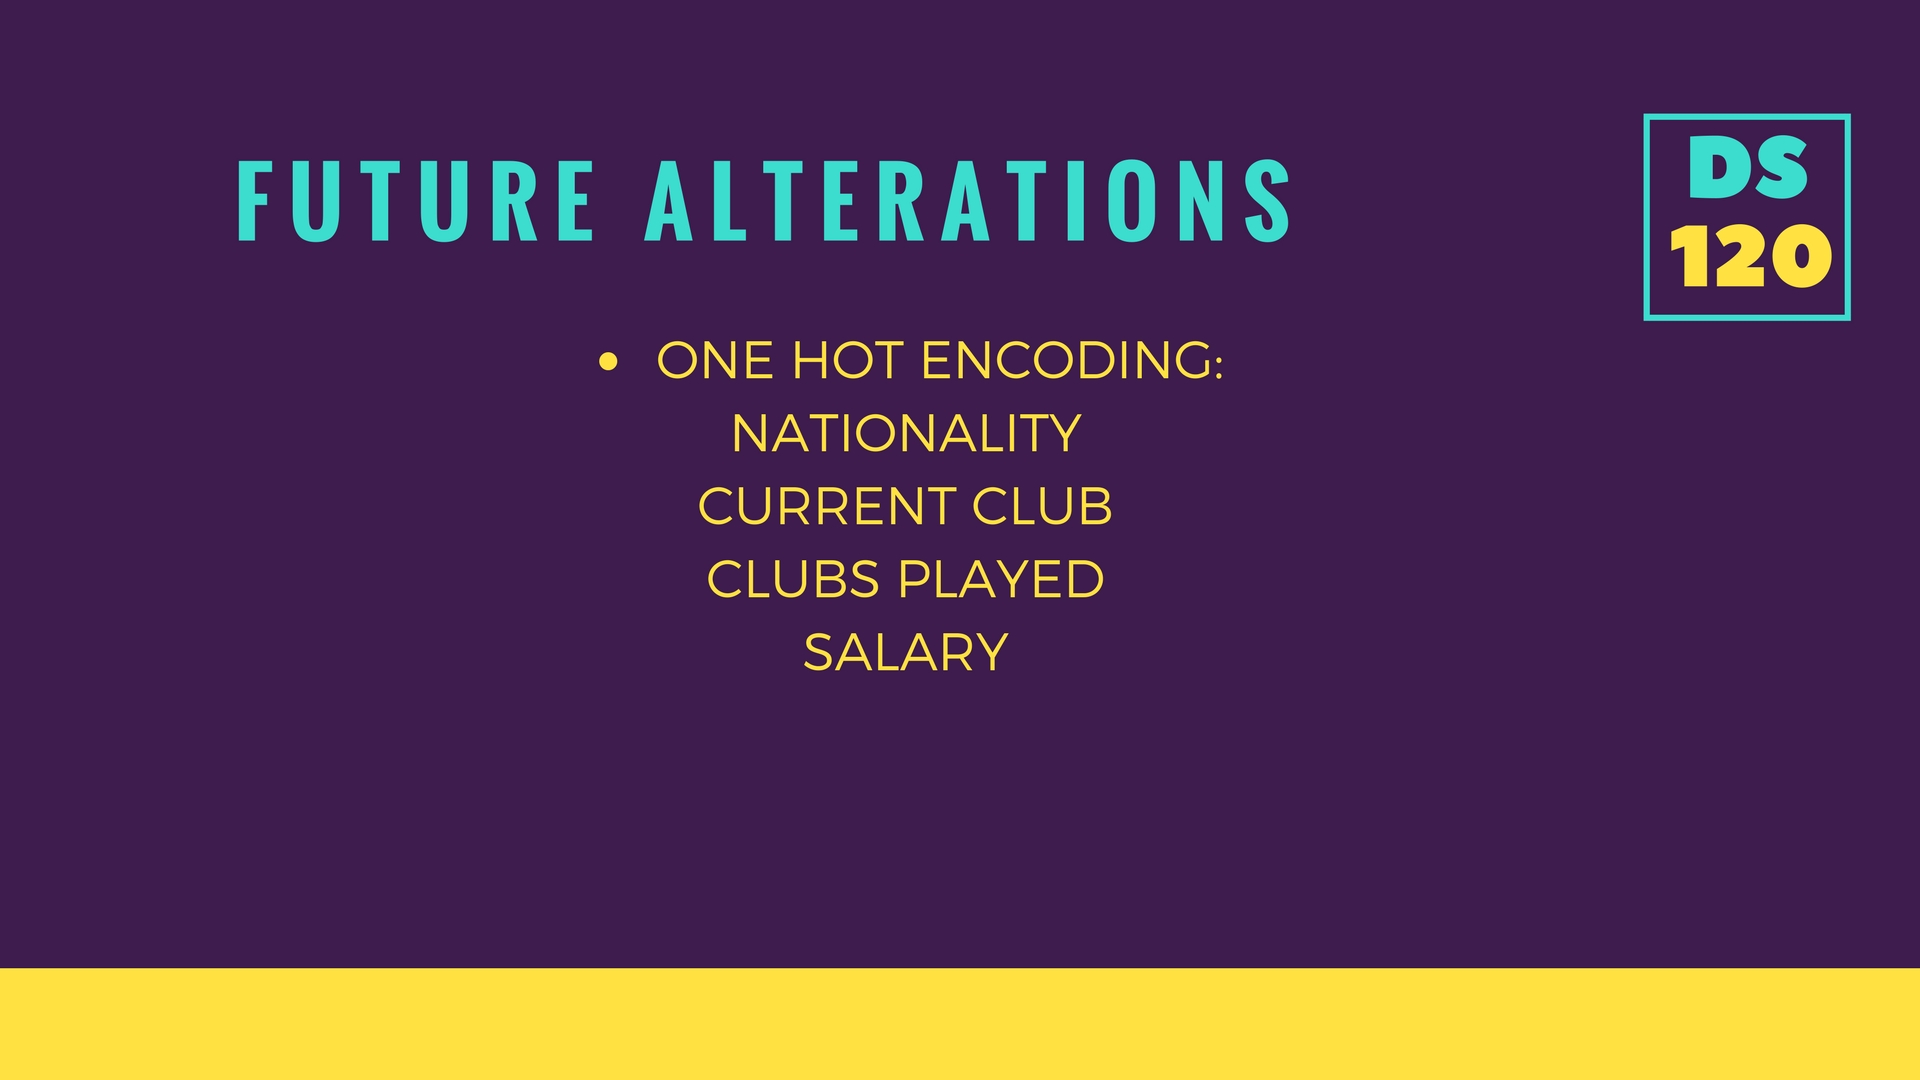 FUTURE ALTERATIONS
DS
120
• ONE HOT ENCODING:
NATIONALITY
CURRENT CLUB
CLUBS PLAYED
SALARY